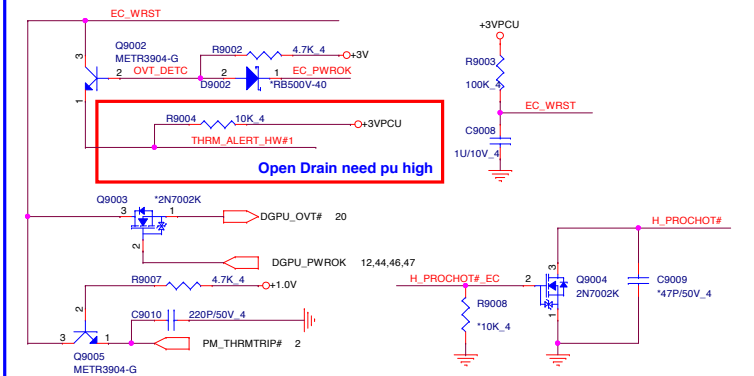 EC_WRST
Q9002
METR3904-G
3
2
1
OVT_DETC
R9002
4.7K_4
+3V
2
1
EC_PWROK
D9002
*RB500V-40
R9004
10K_4
+3VPCU
THRM_ALERT_HW#1
Open Drain need pu high
+3VPCU
R9003
100K_4
EC_WRST
C9008
1U/10V_4
Q9003
*2N7002K
3
1
2
DGPU_OVT# 20
DGPU_PWROK 12,44,46,47
R9007
4.7K_4
+1.0V
2
C9010
220P/50V_4
3
1
PM_THRMTRIP# 2
Q9005
METR3904-G
H_PROCHOT#
H_PROCHOT#_EC
2
3
1
Q9004
2N7002K
C9009
*47P/50V_4
R9008
*10K_4